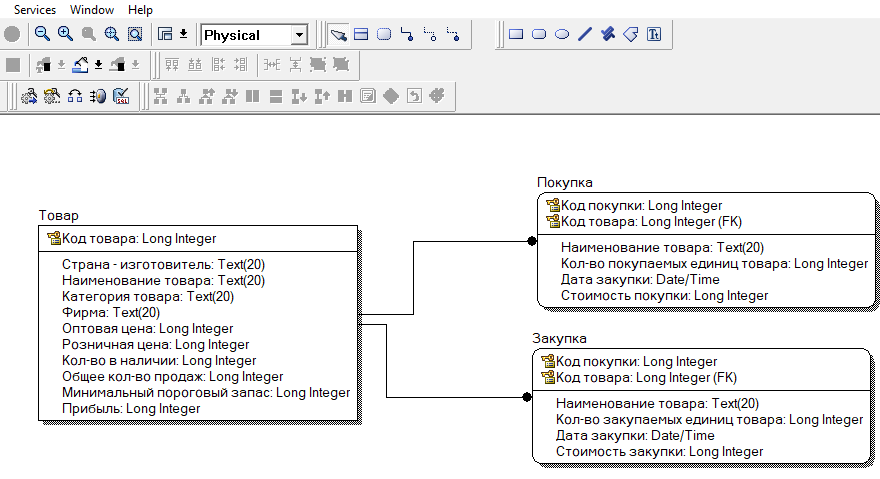 Services Window Help
Physical
Товар
Код товара: Long Integer
Страна - изготовитель: Text(20)
Наименование товара: Text(20)
Категория товара: Text(20)
Фирма: Text(20)
Оптовая цена: Long Integer
Розничная цена: Long Integer
Кол-во в наличии: Long Integer
Общее кол-во продаж: Long Integer
Минимальный пороговый запас: Long Integer
Прибыль: Long Integer
Покупка
Код покупки: Long Integer
Код товара: Long Integer (FK)
Наименование товара: Text(20)
Кол-во покупаемых единиц товара: Long Integer
Дата закупки: Date/Time
Стоимость покупки: Long Integer
Закупка
Код покупки: Long Integer
Код товара: Long Integer (FK)
Наименование товара: Text(20)
Кол-во закупаемых единиц товара: Long Integer
Дата закупки: Date/Time
Стоимость закупки: Long Integer